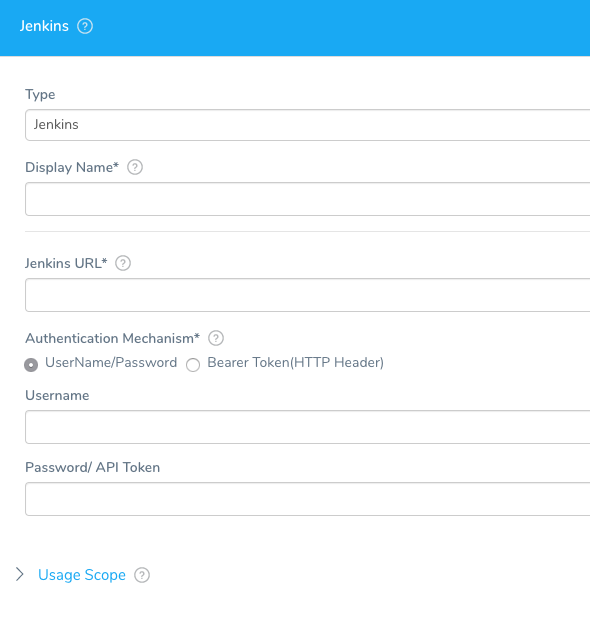 Jenkins ?
Type
Jenkins
Display Name* ?
Jenkins URL* ?
Authentication Mechanism* ?
UserName/Password Bearer Token(HTTP Header)
Username
Password/ API Token
Usage Scope ?